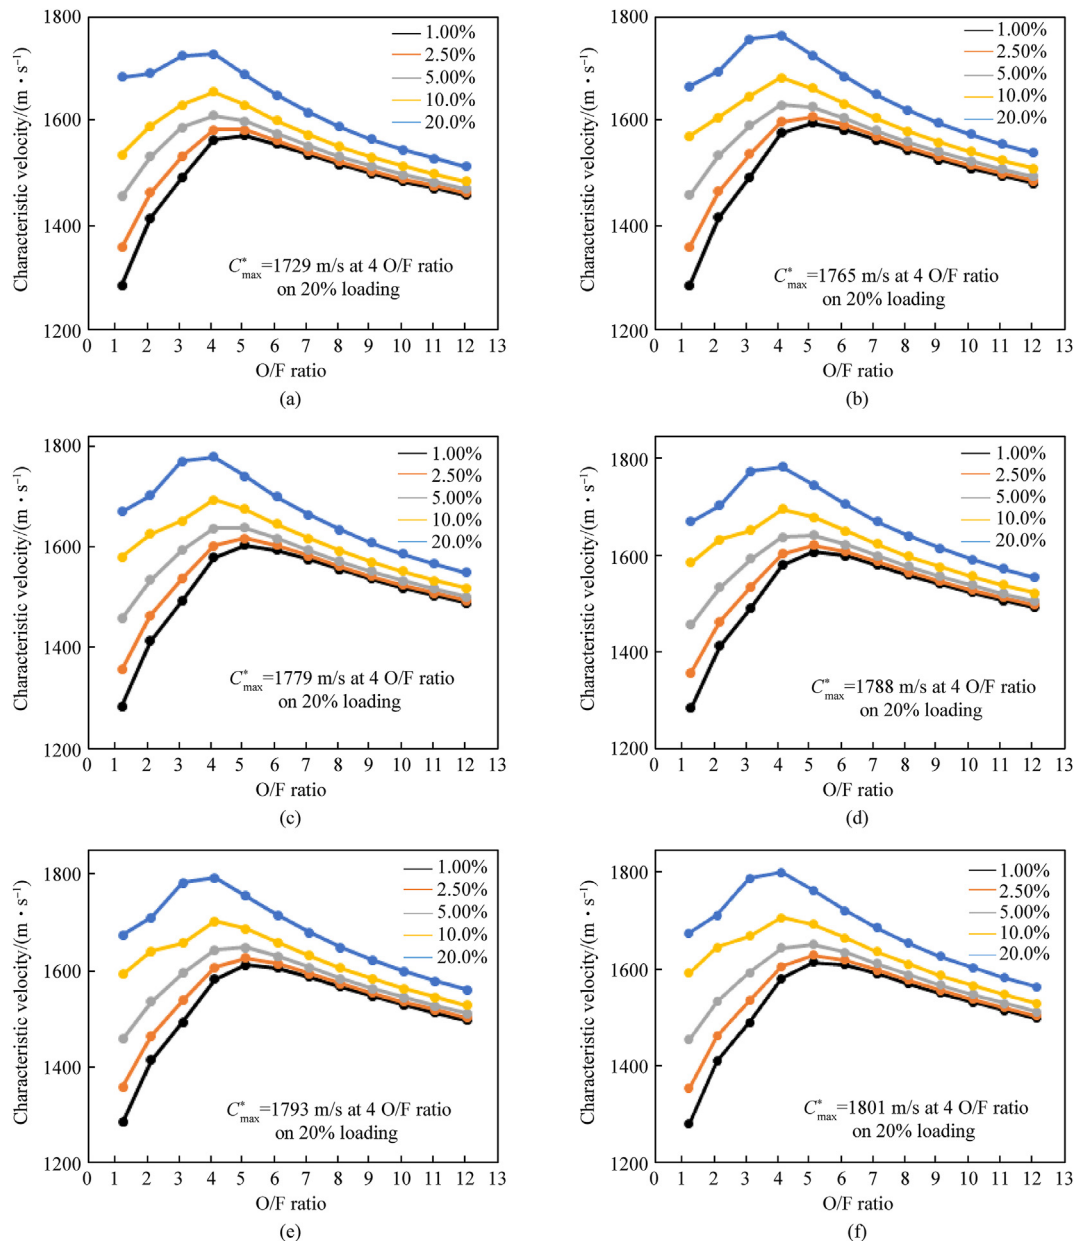 1800
1600
1400
1200
Characteristic velocity/(m · s⁻¹)
1.00%
2.50%
5.00%
10.0%
20.0%
C*max=1729 m/s at 4 O/F ratio
on 20% loading
0 1 2 3 4 5 6 7 8 9 10 11 12 13
O/F ratio
(a)
1800
1600
1400
1200
Characteristic velocity/(m · s⁻¹)
1.00%
2.50%
5.00%
10.0%
20.0%
C*max=1765 m/s at 4 O/F ratio
on 20% loading
0 1 2 3 4 5 6 7 8 9 10 11 12 13
O/F ratio
(b)
1800
1600
1400
1200
Characteristic velocity/(m · s⁻¹)
1.00%
2.50%
5.00%
10.0%
20.0%
C*max=1779 m/s at 4 O/F ratio
on 20% loading
0 1 2 3 4 5 6 7 8 9 10 11 12 13
O/F ratio
(c)
1800
1600
1400
1200
Characteristic velocity/(m · s⁻¹)
1.00%
2.50%
5.00%
10.0%
20.0%
C*max=1788 m/s at 4 O/F ratio
on 20% loading
0 1 2 3 4 5 6 7 8 9 10 11 12 13
O/F ratio
(d)
1800
1600
1400
1200
Characteristic velocity/(m · s⁻¹)
1.00%
2.50%
5.00%
10.0%
20.0%
C*max=1793 m/s at 4 O/F ratio
on 20% loading
0 1 2 3 4 5 6 7 8 9 10 11 12 13
O/F ratio
(e)
1800
1600
1400
1200
Characteristic velocity/(m · s⁻¹)
1.00%
2.50%
5.00%
10.0%
20.0%
C*max=1801 m/s at 4 O/F ratio
on 20% loading
0 1 2 3 4 5 6 7 8 9 10 11 12 13
O/F ratio
(f)